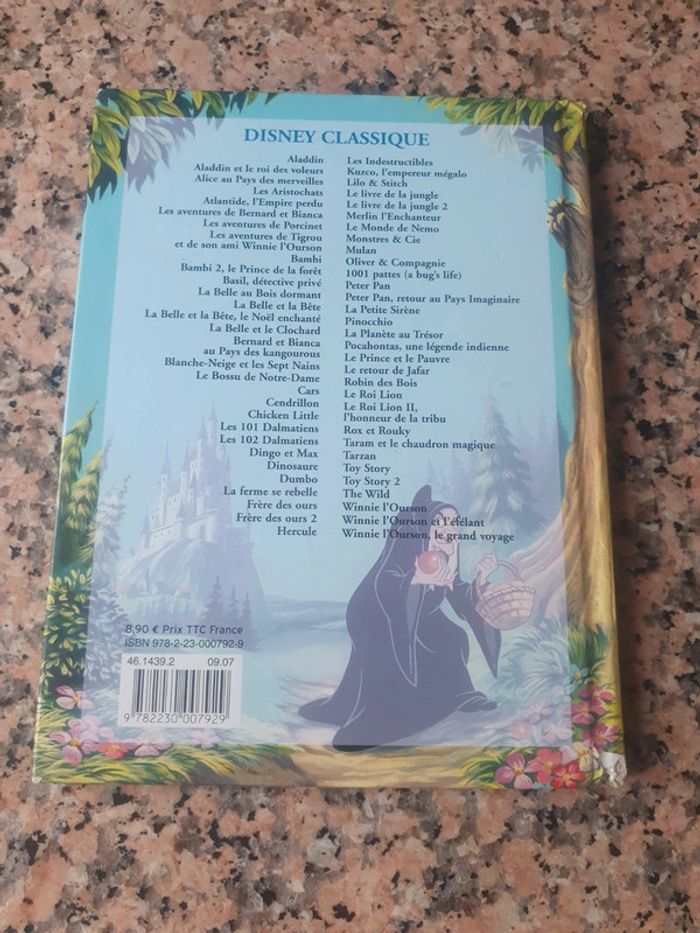 DISNEY CLASSIQUE
Aladdin
Aladdin et le roi des voleurs
Alice au Pays des merveilles
Les Aristochats
Atlantide, l'Empire perdu
Les aventures de Bernard et Bianca
Les aventures de Porcinet
Les aventures de Tigrou
et de son ami Winnie l'Ourson
Bambi
Bambi 2, le Prince de la forêt
Basil, détective privé
La Belle au Bois dormant
La Belle et la Bête
La Belle et la Bête, le Noël enchanté
La Belle et le Clochard
Bernard et Bianca
au Pays des kangourous
Blanche-Neige et les Sept Nains
Le Bossu de Notre-Dame
Cars
Cendrillon
Chicken Little
Les 101 Dalmatiens
Les 102 Dalmatiens
Dingo et Max
Dinosaure
Dumbo
La ferme se rebelle
Frère des ours
Frère des ours 2
Hercule
Les Indestructibles
Kuzco, l'empereur mégalo
Lilo & Stitch
Le livre de la jungle
Le livre de la jungle 2
Merlin l'Enchanteur
Le Monde de Nemo
Monstres & Cie
Mulan
Oliver & Compagnie
1001 pattes (a bug's life)
Peter Pan
Peter Pan, retour au Pays Imaginaire
La Petite Sirène
Pinocchio
La Planète au Trésor
Pocahontas, une légende indienne
Le Prince et le Pauvre
Le retour de Jafar
Robin des Bois
Le Roi Lion
Le Roi Lion II,
l'honneur de la tribu
Rox et Rouky
Taram et le chaudron magique
Tarzan
Toy Story
Toy Story 2
The Wild
Winnie l'Ourson
Winnie l'Ourson et l'éfélant
Winnie l'Ourson, le grand voyage
8,90 € Prix TTC France
ISBN 978-2-23-000792-9
46.1439.2 09.07
9 782230 007929